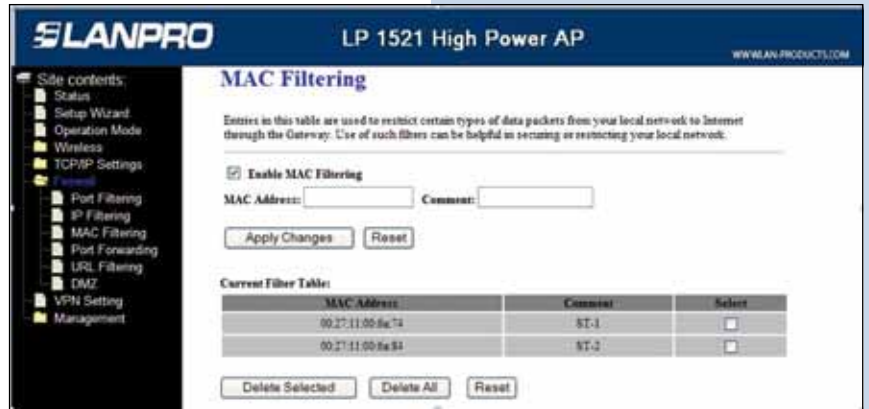 LANPRO
LP 1521 High Power AP
WWW.LAN-PRODUCTS.COM
Site contents:
Status
Setup Wizard
Operation Mode
Wireless
TCP/IP Settings
Firewall
Port Filtering
IP Filtering
MAC Filtering
Port Forwarding
URL Filtering
DMZ
VPN Setting
Management
MAC Filtering
Entries in this table are used to restrict certain types of data packets from your local network to Internet
through the Gateway. Use of such filters can be helpful in securing or restricting your local network.
Enable MAC Filtering
MAC Address: Comment:
Apply Changes Reset
Current Filter Table:
MAC Address Comment Select
ST-1
ST-2
Delete Selected Delete All Reset